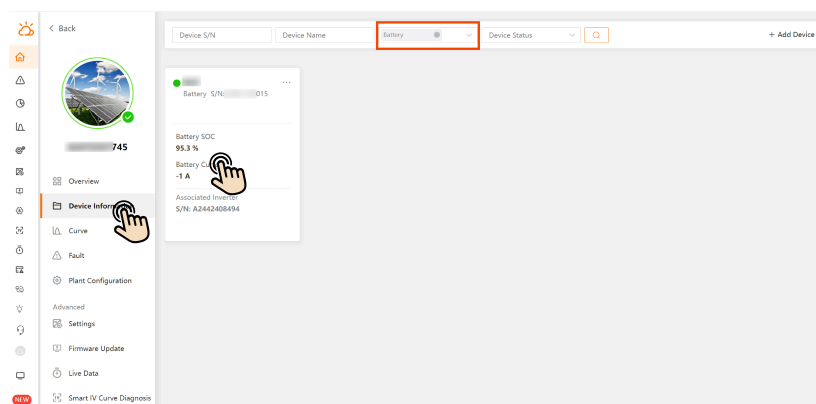 Back
Device S/N
Device Name
Battery
Device Status
+ Add Device
Battery S/N: 015
745
Battery SOC
95.3 %
Battery
-1 A
Associated Inverter
S/N: A2442408494
Overview
Device
Curve
Fault
Plant Configuration
Advanced
Settings
Firmware Update
Live Data
Smart IV Curve Diagnosis
NEW